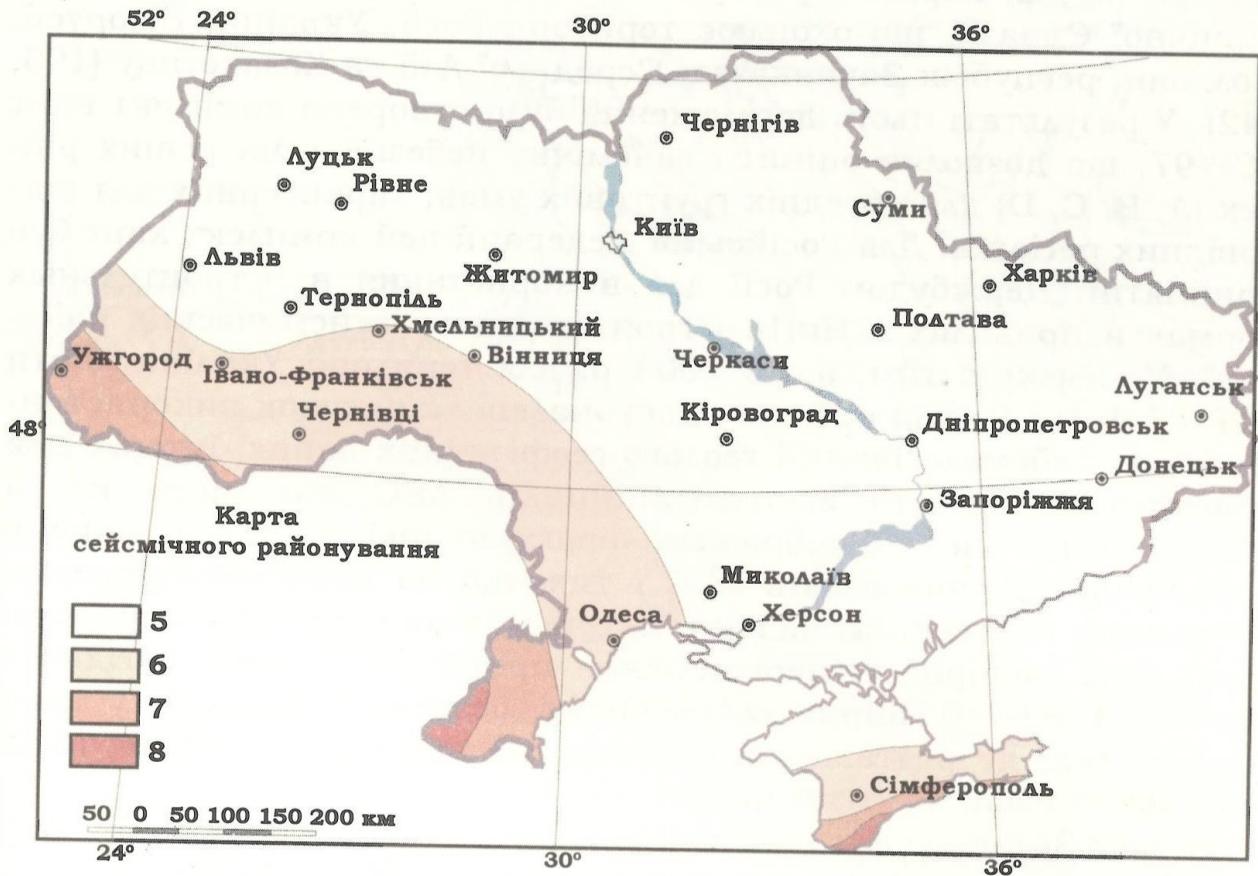 52° 24° 30° 36°
Чернігів
Луцьк
Рівне
Суми
Київ
Львів
Житомир
Харків
Тернопіль
Полтава
Хмельницький
Ужгород
Вінниця
Черкаси
Івано-Франківськ
Луганськ
Чернівці
Кіровоград
48°
Дніпропетровськ
Донецьк
Запоріжжя
Карта
сейсмічного районування
Миколаїв
5
Одеса
Херсон
6
7
8
Сімферополь
50 0 50 100 150 200 км
24° 30° 36°